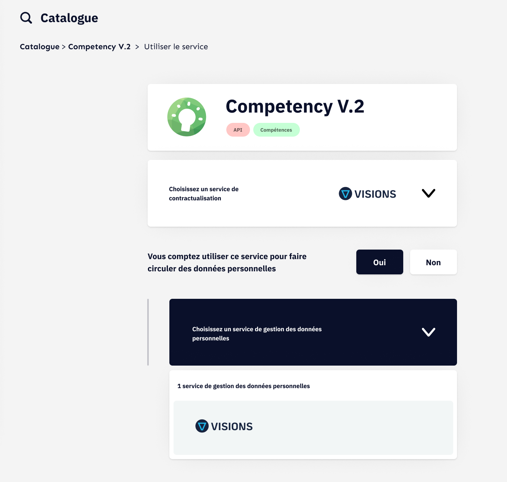 Catalogue
Catalogue > Competency V.2 > Utiliser le service
Competency V.2
API
Compétences
Choisissez un service de
contractualisation
VISIONS
Vous comptez utiliser ce service pour faire
circuler des données personnelles
Oui
Non
Choisissez un service de gestion des données
personnelles
1 service de gestion des données personnelles
VISIONS